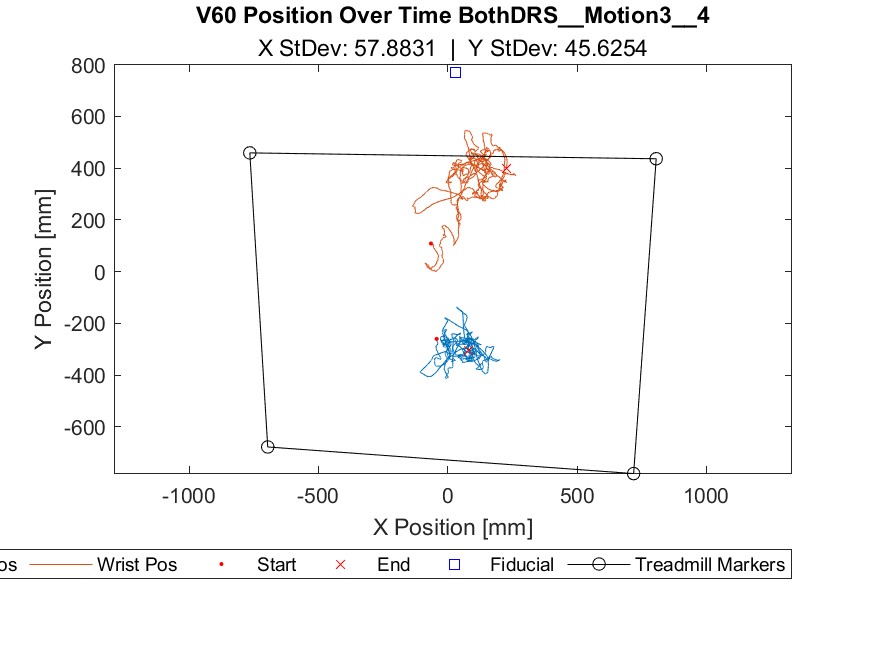 V60 Position Over Time BothDRS__Motion3__4
X StDev: 57.8831 | Y StDev: 45.6254
800
600
400
200
0
-200
-400
-600
Y Position [mm]
-1000 -500 0 500 1000
X Position [mm]
os Wrist Pos Start End Fiducial Treadmill Markers